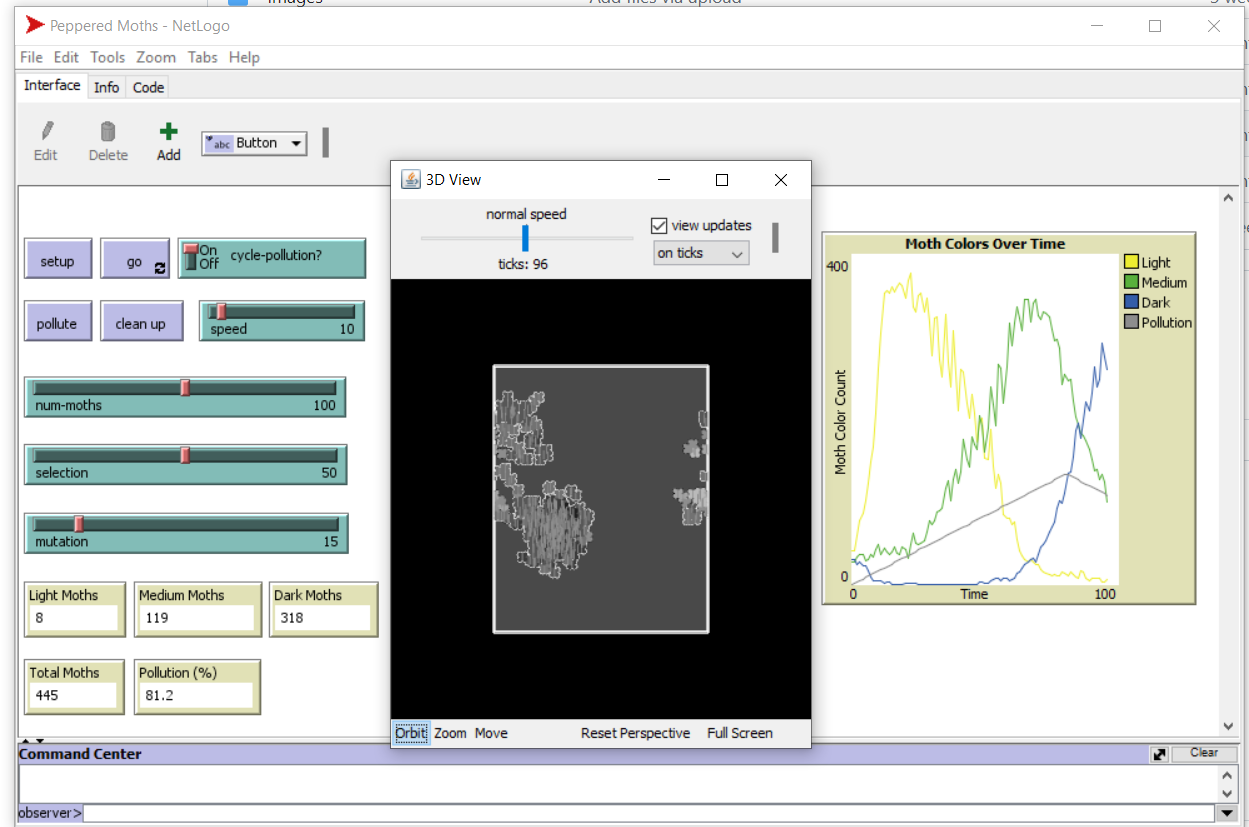 Images Add files via upload
Peppered Moths - NetLogo
File Edit Tools Zoom Tabs Help
Interface Info Code
Edit Delete Add abc Button
3D View
normal speed
view updates
on ticks
ticks: 96
setup go On Off cycle-pollution?
pollute clean up speed 10
num-moths 100
selection 50
mutation 15
Light Moths Medium Moths Dark Moths
8 119 318
Total Moths Pollution (%)
445 81.2
Moth Colors Over Time
400
Moth Color Count
0
0 Time 100
Light
Medium
Dark
Pollution
Orbit Zoom Move Reset Perspective Full Screen
Command Center Clear
observer>